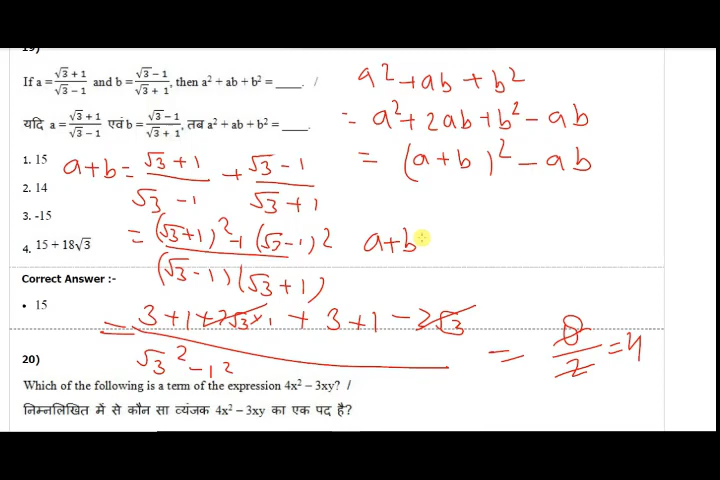 19)
If a = (√3 + 1)/(√3 − 1) and b = (√3 − 1)/(√3 + 1), then a² + ab + b² = ____. /
यदि a = (√3 + 1)/(√3 − 1) एवं b = (√3 − 1)/(√3 + 1), तब a² + ab + b² = ____.
1. 15
2. 14
3. -15
4. 15 + 18√3
Correct Answer :-
• 15
a² + ab + b²
= a² + 2ab + b² − ab
= (a + b)² − ab
a+b = (√3 + 1)/(√3 − 1) + (√3 − 1)/(√3 + 1)
= ((√3+1)² + (√3−1)²)/((√3−1)(√3+1))
a+b
= (3+1+2√3×1 + 3+1 − 2√3)/(√3² − 1²) = 8/2 = 4
20)
Which of the following is a term of the expression 4x² − 3xy? /
निम्नलिखित में से कौन सा व्यंजक 4x² − 3xy का एक पद है?